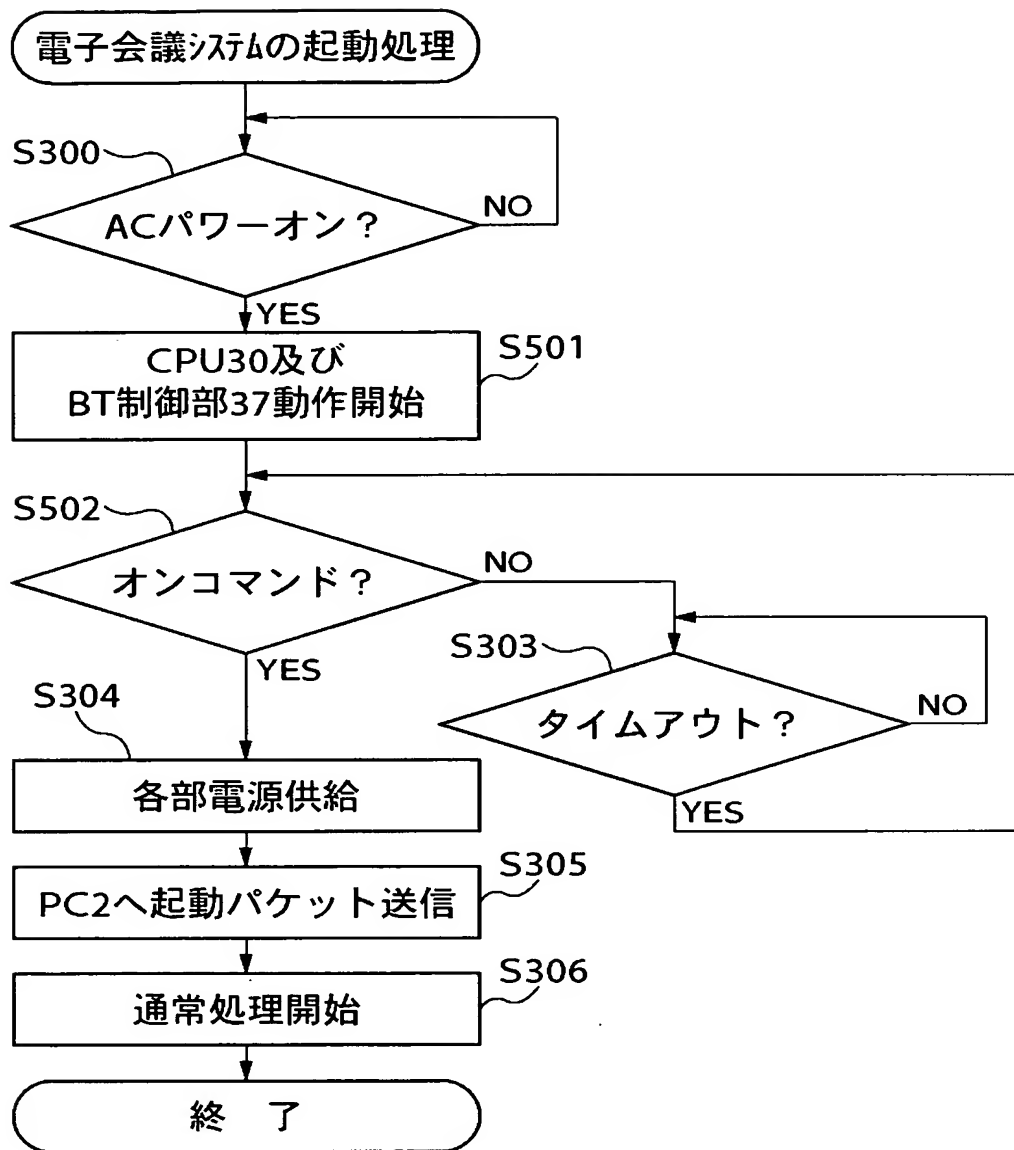 電子会議システムの起動処理
S300
ACパワーオン?
NO
YES
CPU30及び
BT制御部37動作開始
S501
S502
オンコマンド?
NO
YES
S303
タイムアウト?
NO
YES
S304
各部電源供給
PC2へ起動パケット送信
S305
通常処理開始
S306
終 了